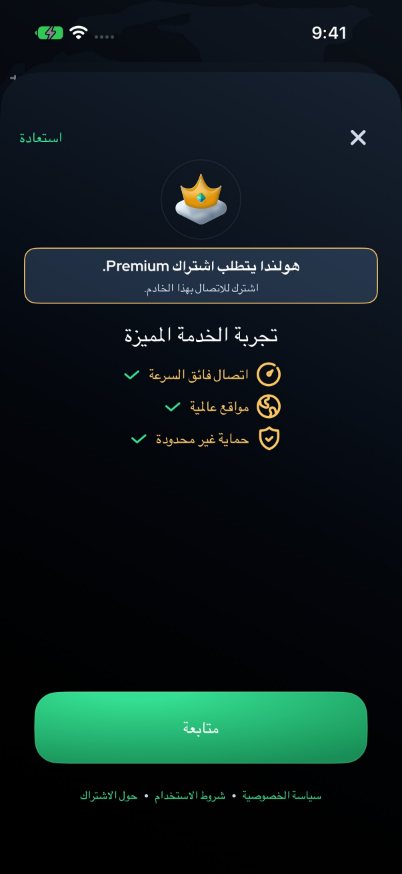 9:41
استعادة
هولندا يتطلب اشتراك Premium.
اشترك للاتصال بهذا الخادم.
تجربة الخدمة المميزة
اتصال فائق السرعة
مواقع عالمية
حماية غير محدودة
متابعة
سياسة الخصوصية • شروط الاستخدام • حول الاشتراك